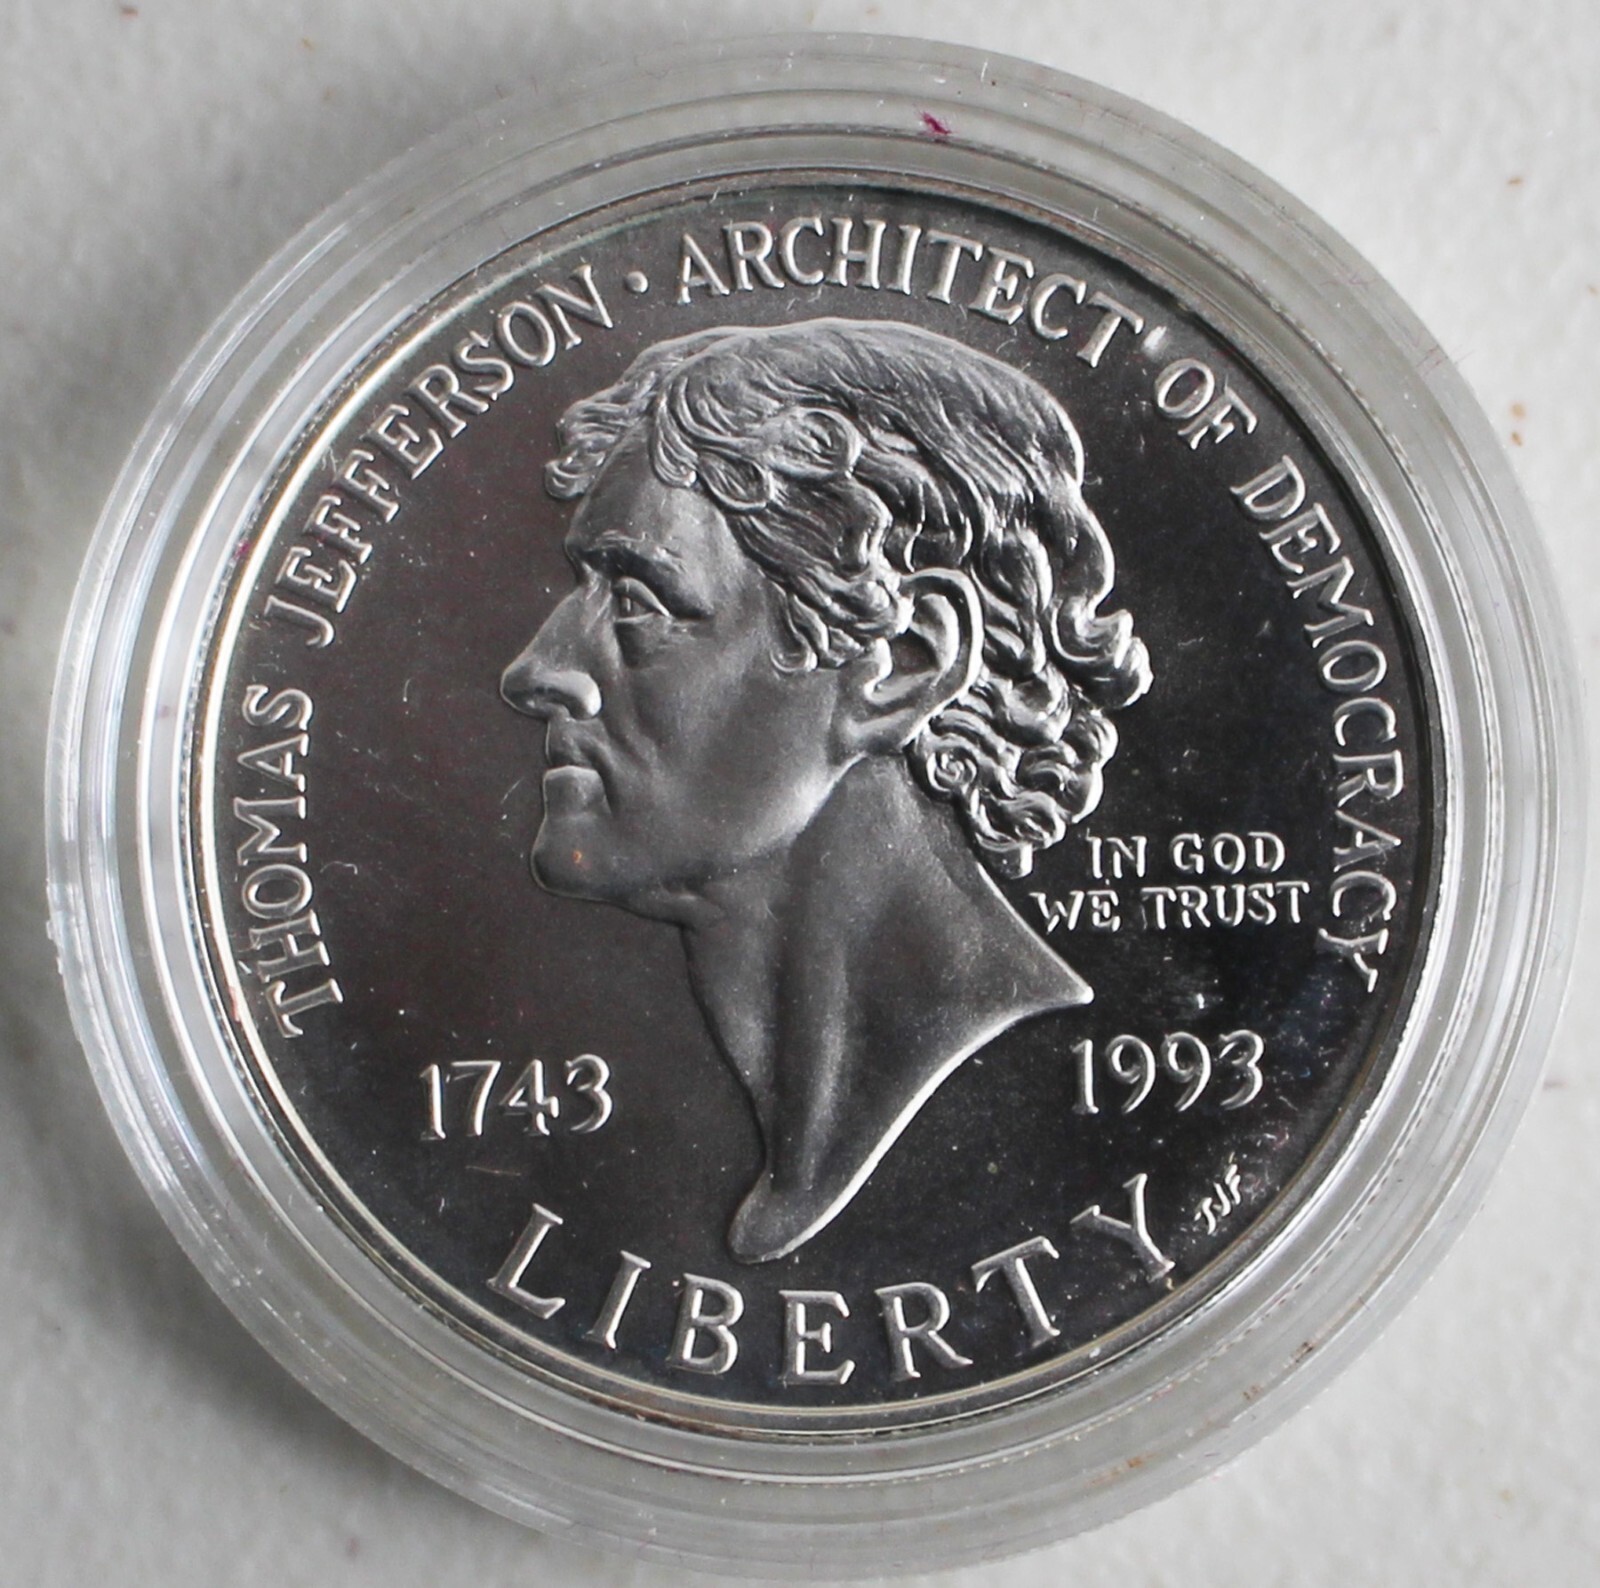 THOMAS JEFFERSON · ARCHITECT · OF DEMOCRACY
IN GOD
WE TRUST
1743
1993
LIBERTY
TJF